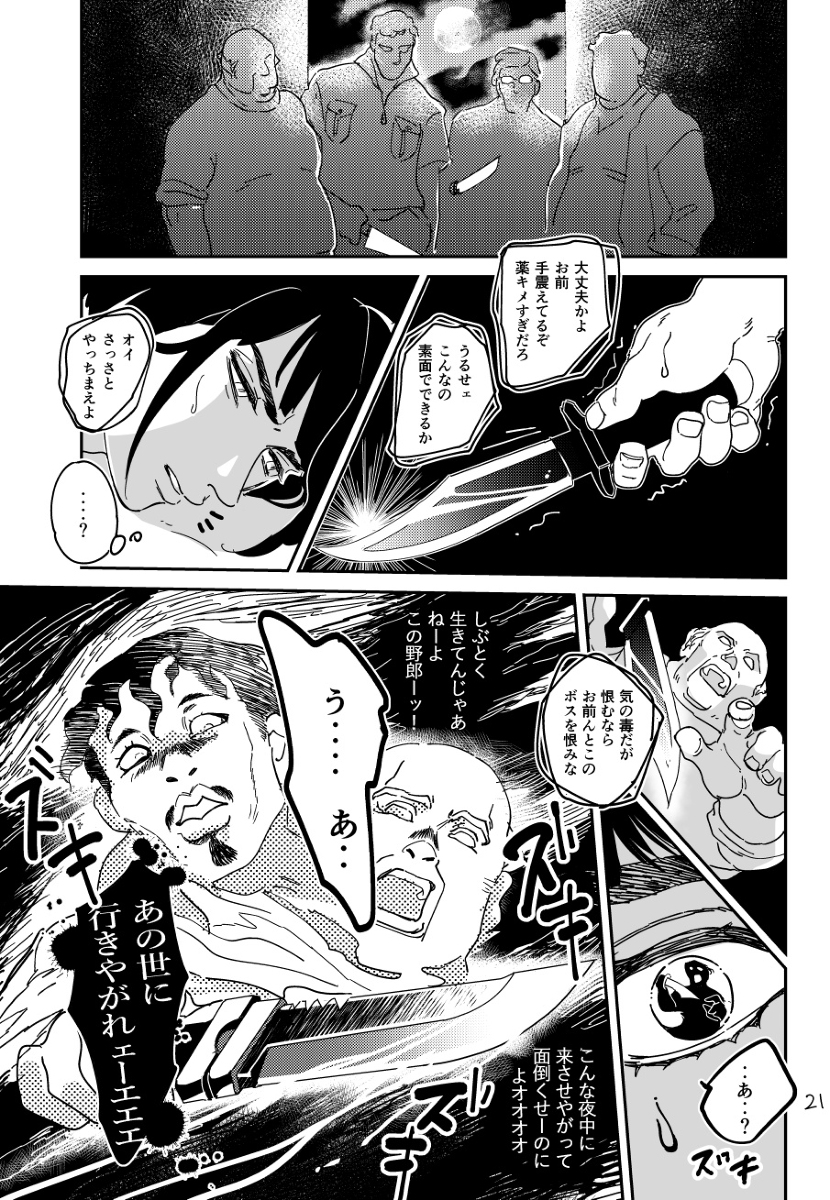 大丈夫かよ
お前
手震えてるぞ
薬キメすぎだろ
うるせェ
こんなの
素面でできるか
オイ
さっさと
やっちまえよ
‥‥?
気の毒だが
恨むなら
お前んとこの
ボスを恨みな
‥あ‥?
ズズキ
しぶとく
生きてんじゃあ
ねーよ
この野郎ーッ!
う‥‥あ‥‥
ズキ
ズキ
ズキ
こんな夜中に
来させやがって
面倒くせーのに
よオオオオ
あの世に
行きやがれ
ェーエエエ
21